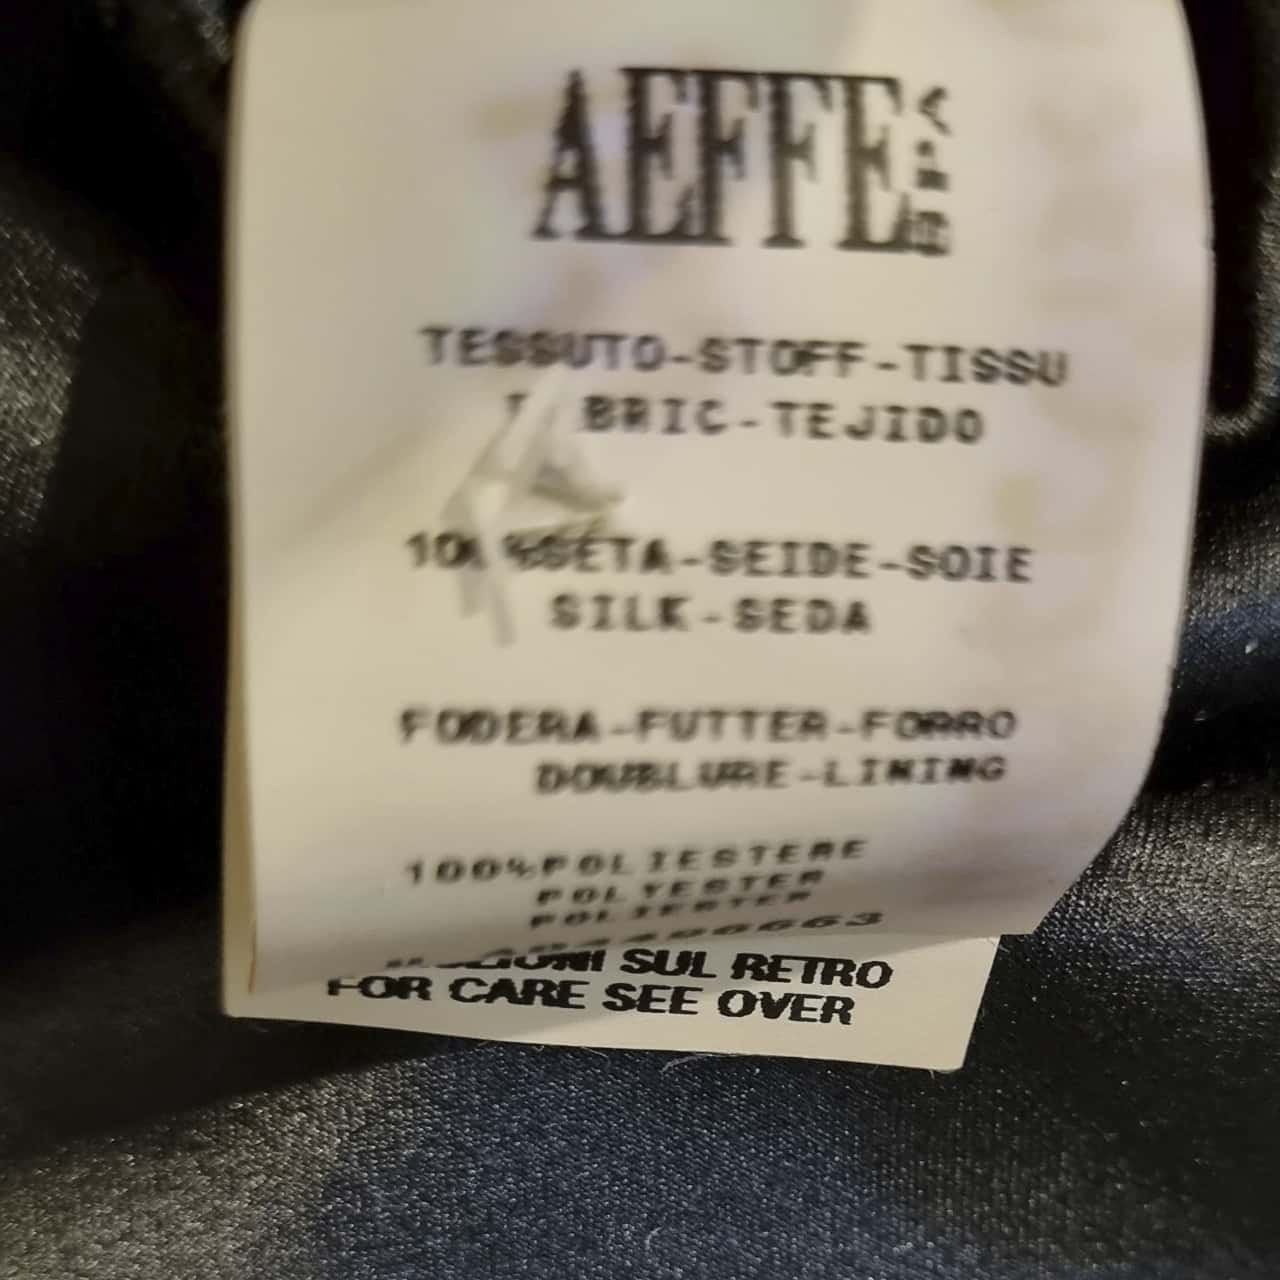 AEFFE
TESSUTO-STOFF-TISSU
BRIC-TEJIDO
SETA-SEIDE-SOIE
SILK-SEDA
FODERA-FUTTER-FORRO
DOUBLURE-LINING
100%POLIESTERE
POLYESTER
POLIESTER
SUL RETRO
FOR CARE SEE OVER